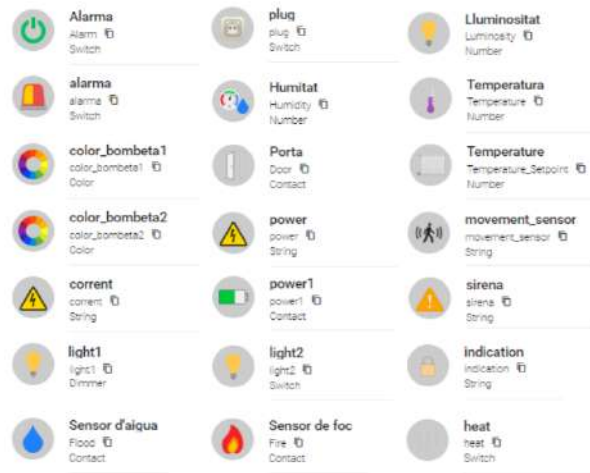 Alarma
Alarm
Switch
plug
plug
Switch
Lluminositat
Luminosity
Number
alarma
alarma
Switch
Humitat
Humidity
Number
Temperatura
Temperature
Number
color_bombeta1
color_bombeta1
Color
Porta
Door
Contact
Temperature
Temperature_Setpoint
Number
color_bombeta2
color_bombeta2
Color
power
power
String
movement_sensor
movement_sensor
String
corrent
corrent
String
power1
power1
Contact
sirena
sirena
String
light1
light1
Dimmer
light2
light2
Switch
indication
indication
String
Sensor d'aigua
Flood
Contact
Sensor de foc
Fire
Contact
heat
heat
Switch